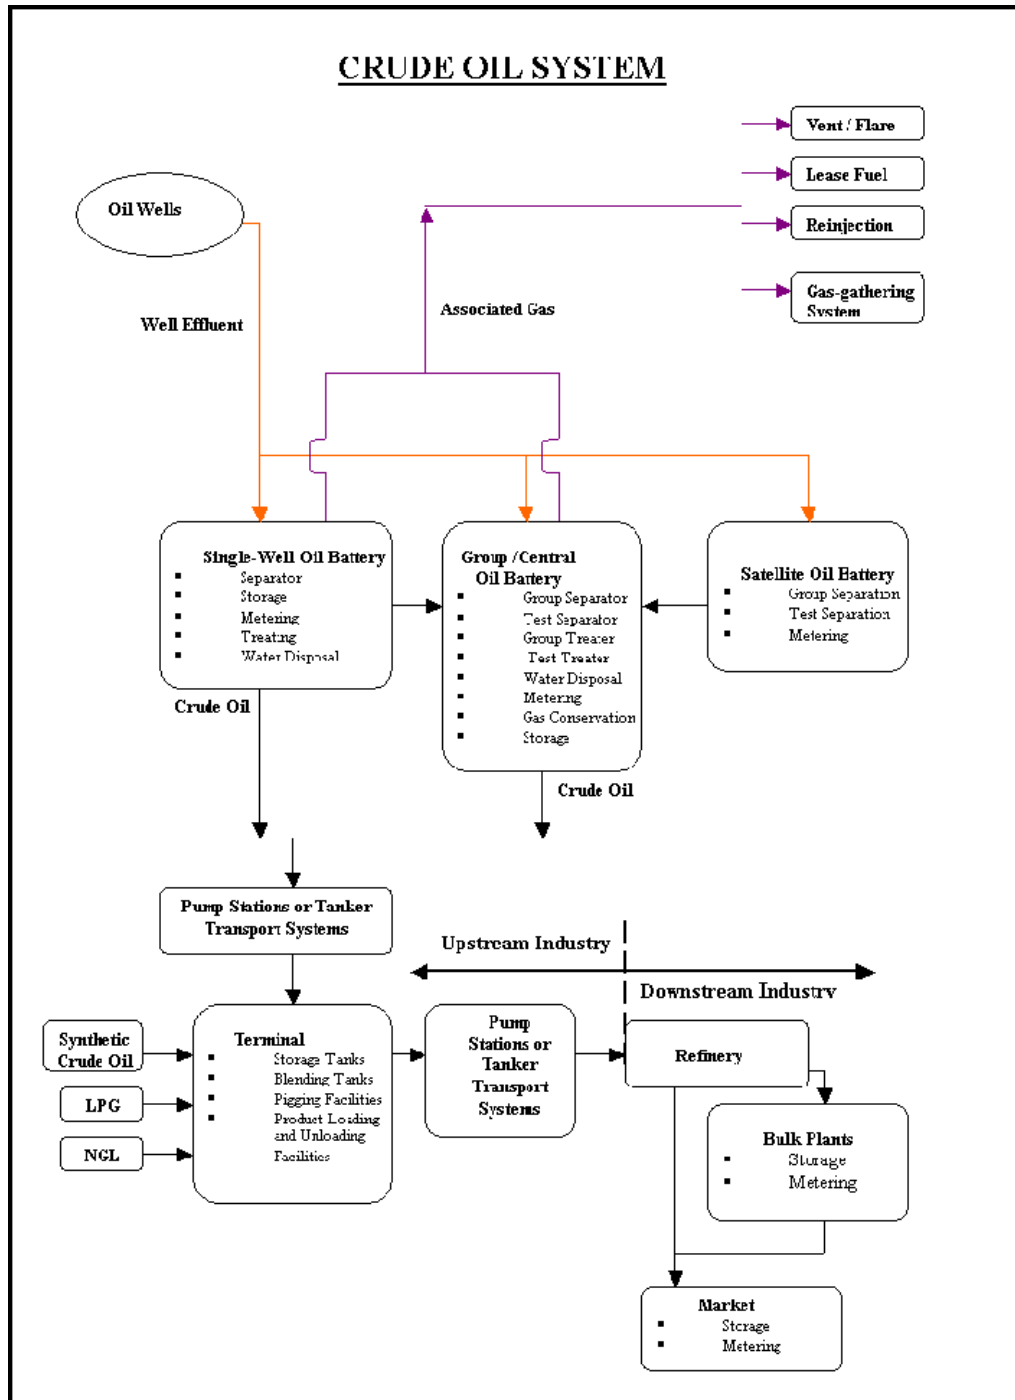 CRUDE OIL SYSTEM
Vent / Flare
Lease Fuel
Oil Wells
Reinjection
Gas-gathering
System
Associated Gas
Well Effluent
Single-Well Oil Battery
▪ Separator
▪ Storage
▪ Metering
▪ Treating
▪ Water Disposal
Group /Central
Oil Battery
▪ Group Separator
▪ Test Separator
▪ Group Treater
▪ Test Treater
▪ Water Disposal
▪ Metering
▪ Gas Conservation
▪ Storage
Satellite Oil Battery
▪ Group Separation
▪ Test Separation
▪ Metering
Crude Oil
Crude Oil
Pump Stations or Tanker
Transport Systems
Upstream Industry
Downstream Industry
Synthetic
Crude Oil
LPG
NGL
Terminal
▪ Storage Tanks
▪ Blending Tanks
▪ Pigging Facilities
▪ Product Loading
and Unloading
Facilities
Pump
Stations or
Tanker
Transport
Systems
Refinery
Bulk Plants
▪ Storage
▪ Metering
Market
▪ Storage
▪ Metering